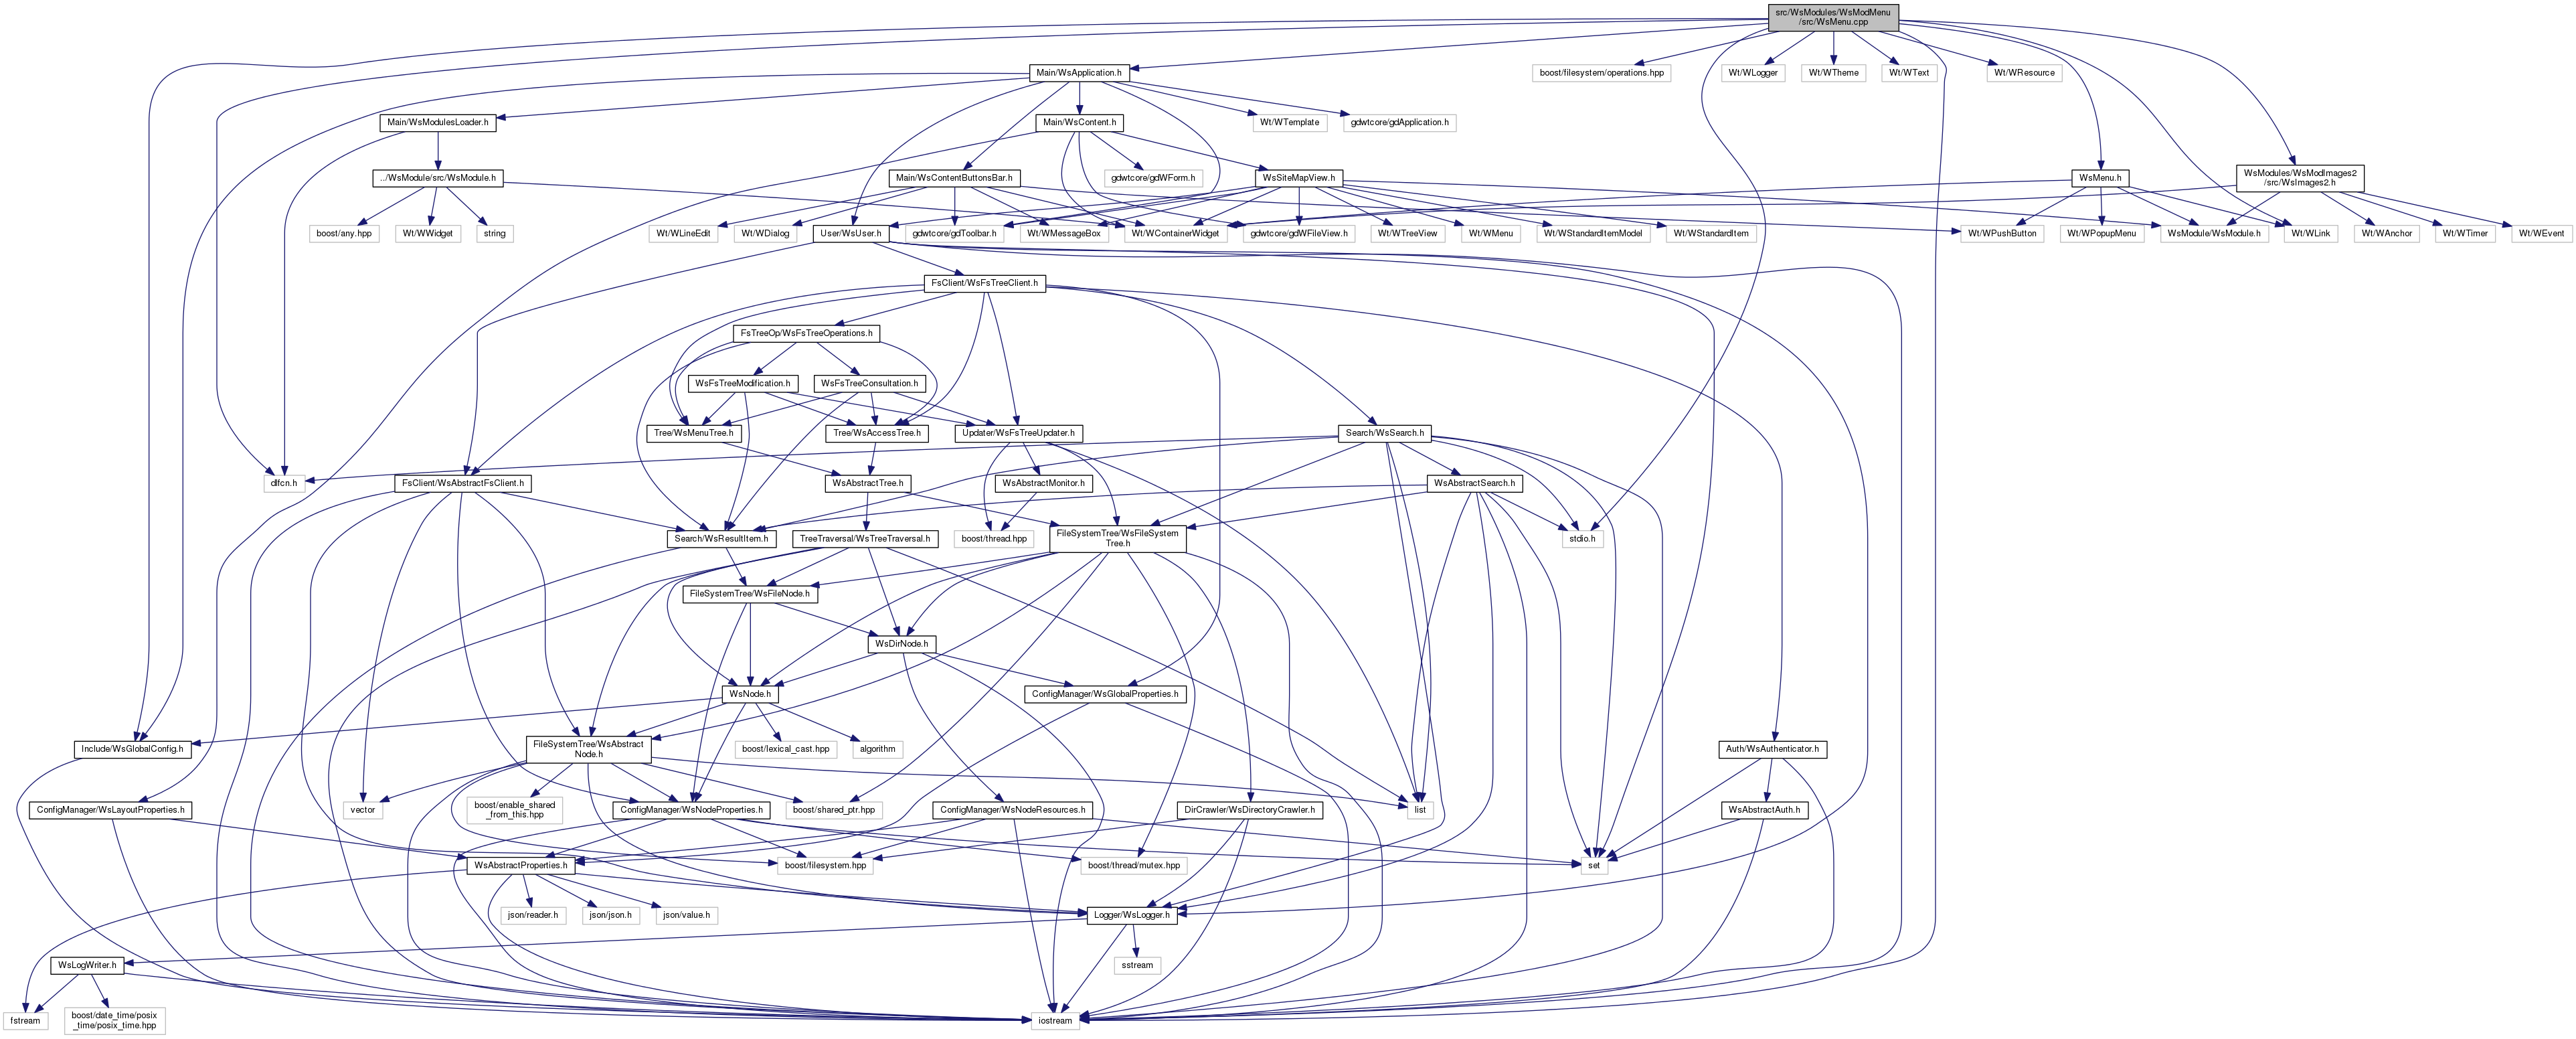 src/WsModules/WsModMenu
/src/WsMenu.cpp
Main/WsApplication.h
boost/filesystem/operations.hpp
Wt/WLogger
Wt/WTheme
Wt/WText
Wt/WResource
Main/WsModulesLoader.h
Main/WsContent.h
Wt/WTemplate
gdwtcore/gdApplication.h
../WsModule/src/WsModule.h
Main/WsContentButtonsBar.h
gdwtcore/gdWForm.h
WsSiteMapView.h
WsMenu.h
WsModules/WsModImages2
/src/WsImages2.h
boost/any.hpp
Wt/WWidget
string
Wt/WLineEdit
Wt/WDialog
User/WsUser.h
gdwtcore/gdToolbar.h
Wt/WMessageBox
Wt/WContainerWidget
gdwtcore/gdWFileView.h
Wt/WTreeView
Wt/WMenu
Wt/WStandardItemModel
Wt/WStandardItem
Wt/WPushButton
Wt/WPopupMenu
WsModule/WsModule.h
Wt/WLink
Wt/WAnchor
Wt/WTimer
Wt/WEvent
FsClient/WsFsTreeClient.h
FsTreeOp/WsFsTreeOperations.h
WsFsTreeModification.h
WsFsTreeConsultation.h
Tree/WsMenuTree.h
Tree/WsAccessTree.h
Updater/WsFsTreeUpdater.h
Search/WsSearch.h
dlfcn.h
FsClient/WsAbstractFsClient.h
WsAbstractTree.h
WsAbstractMonitor.h
WsAbstractSearch.h
Search/WsResultItem.h
TreeTraversal/WsTreeTraversal.h
boost/thread.hpp
FileSystemTree/WsFileSystem
Tree.h
stdio.h
FileSystemTree/WsFileNode.h
WsDirNode.h
WsNode.h
ConfigManager/WsGlobalProperties.h
Include/WsGlobalConfig.h
FileSystemTree/WsAbstract
Node.h
boost/lexical_cast.hpp
algorithm
Auth/WsAuthenticator.h
ConfigManager/WsLayoutProperties.h
vector
boost/enable_shared
_from_this.hpp
ConfigManager/WsNodeProperties.h
boost/shared_ptr.hpp
ConfigManager/WsNodeResources.h
DirCrawler/WsDirectoryCrawler.h
list
WsAbstractAuth.h
WsAbstractProperties.h
boost/filesystem.hpp
boost/thread/mutex.hpp
set
json/reader.h
json/json.h
json/value.h
Logger/WsLogger.h
WsLogWriter.h
sstream
fstream
boost/date_time/posix
_time/posix_time.hpp
iostream